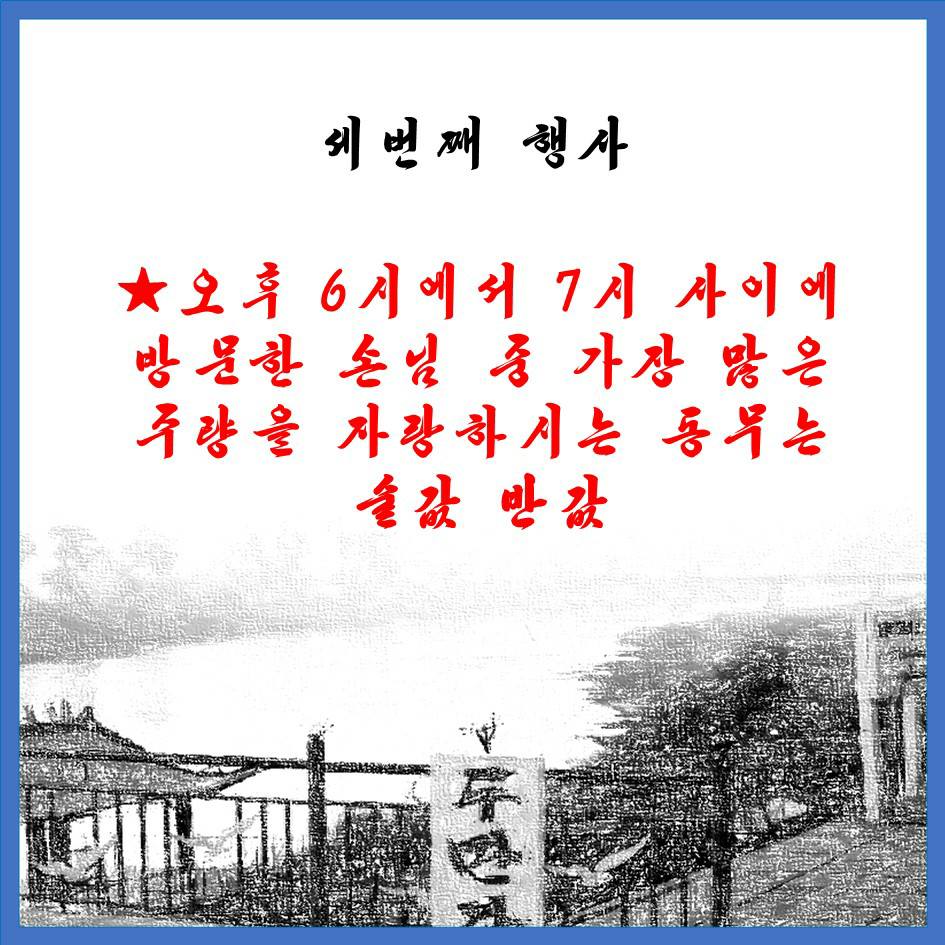 세번째 행사
★오후 6시에서 7시 사이에
방문한 손님 중 가장 많은
주량을 자랑하시는 동무는
술값 반값